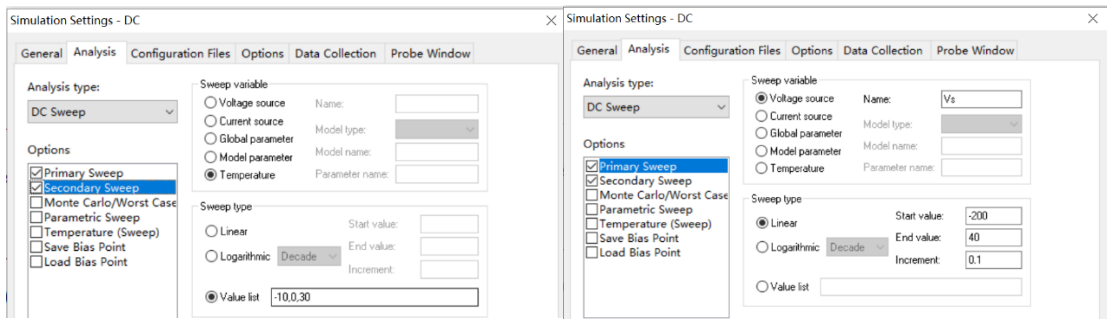 Simulation Settings - DC
General Analysis Configuration Files Options Data Collection Probe Window
Analysis type:
DC Sweep
Options
Primary Sweep
Secondary Sweep
Monte Carlo/Worst Case
Parametric Sweep
Temperature (Sweep)
Save Bias Point
Load Bias Point
Sweep variable
Voltage source
Current source
Global parameter
Model parameter
Temperature
Name:
Model type:
Model name:
Parameter name:
Sweep type
Linear
Logarithmic Decade
Start value:
End value:
Increment:
Value list -10,0,30
Simulation Settings - DC
General Analysis Configuration Files Options Data Collection Probe Window
Analysis type:
DC Sweep
Options
Primary Sweep
Secondary Sweep
Monte Carlo/Worst Case
Parametric Sweep
Temperature (Sweep)
Save Bias Point
Load Bias Point
Sweep variable
Voltage source
Current source
Global parameter
Model parameter
Temperature
Name: Vs
Model type:
Model name:
Parameter name:
Sweep type
Linear
Logarithmic Decade
Start value: -200
End value: 40
Increment: 0.1
Value list